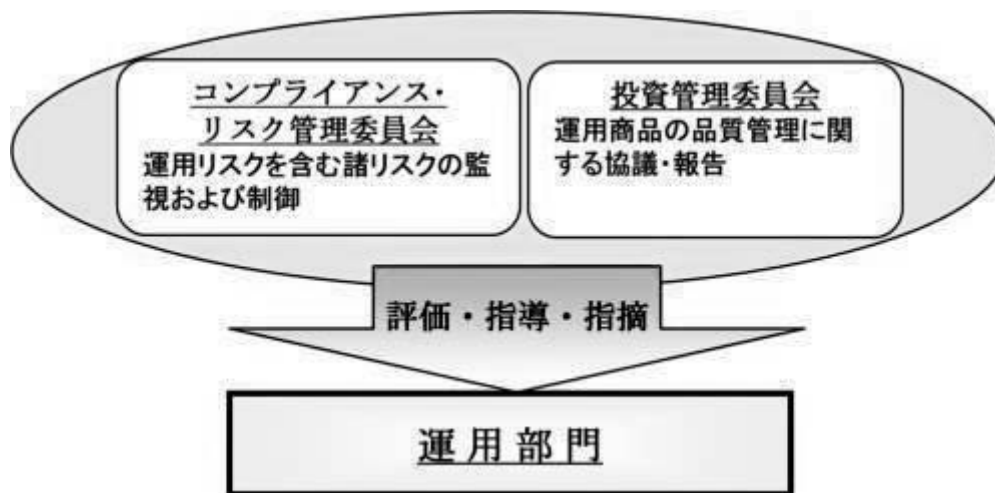 コンプライアンス・
リスク管理委員会
運用リスクを含む諸リスクの監
視および制御
投資管理委員会
運用商品の品質管理に関
する協議・報告
評価・指導・指摘
運用部門